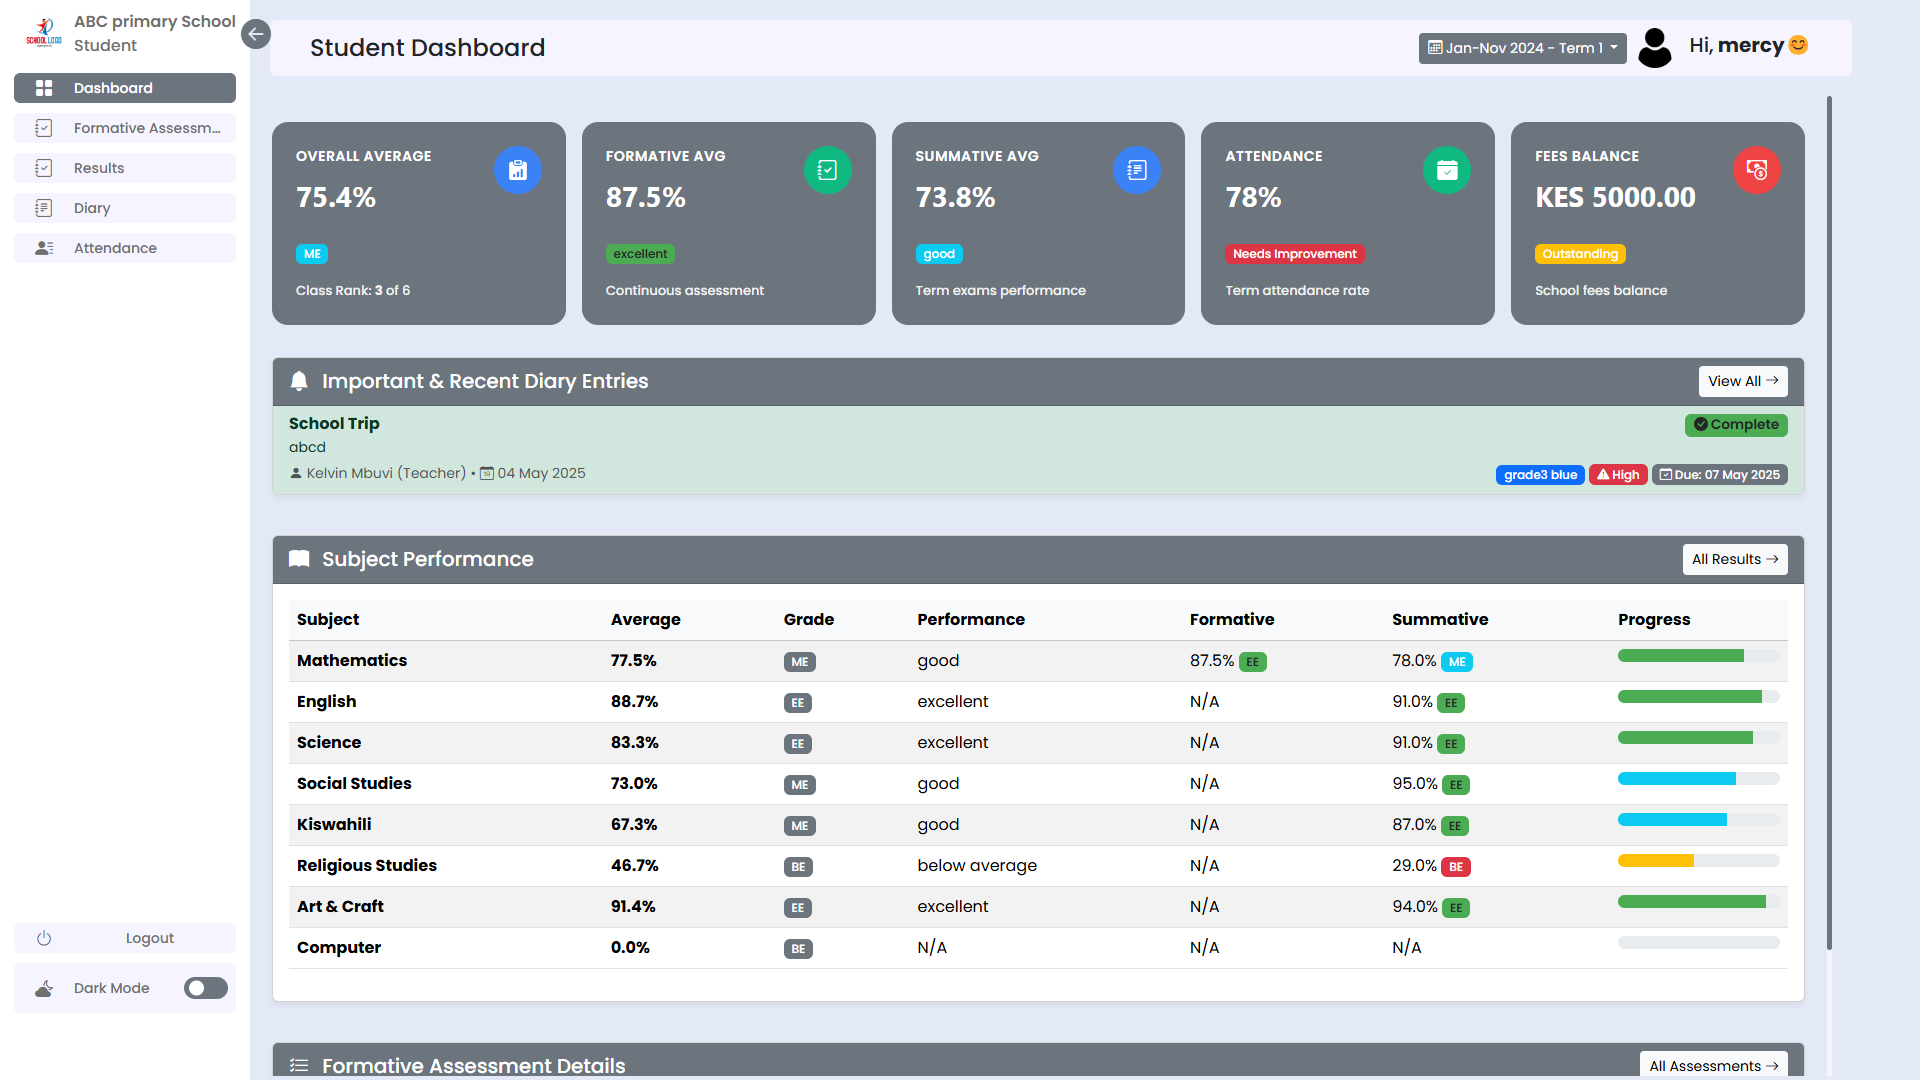 ABC primary School
Student
SCHOOL LOGO
Dashboard
Formative Assessm...
Results
Diary
Attendance
Logout
Dark Mode
Student Dashboard
Jan-Nov 2024 - Term 1
Hi, mercy😊
OVERALL AVERAGE
75.4%
ME
Class Rank: 3 of 6
FORMATIVE AVG
87.5%
excellent
Continuous assessment
SUMMATIVE AVG
73.8%
good
Term exams performance
ATTENDANCE
78%
Needs Improvement
Term attendance rate
FEES BALANCE
KES 5000.00
Outstanding
School fees balance
Important & Recent Diary Entries
View All →
School Trip
Complete
abcd
Kelvin Mbuvi (Teacher) • 04 May 2025
grade3 blue High Due: 07 May 2025
Subject Performance
All Results →
Subject Average Grade Performance Formative Summative Progress
Mathematics 77.5% ME good 87.5% EE 78.0% ME
English 88.7% EE excellent N/A 91.0% EE
Science 83.3% EE excellent N/A 91.0% EE
Social Studies 73.0% ME good N/A 95.0% EE
Kiswahili 67.3% ME good N/A 87.0% EE
Religious Studies 46.7% BE below average N/A 29.0% BE
Art & Craft 91.4% EE excellent N/A 94.0% EE
Computer 0.0% BE N/A N/A N/A
Formative Assessment Details
All Assessments →